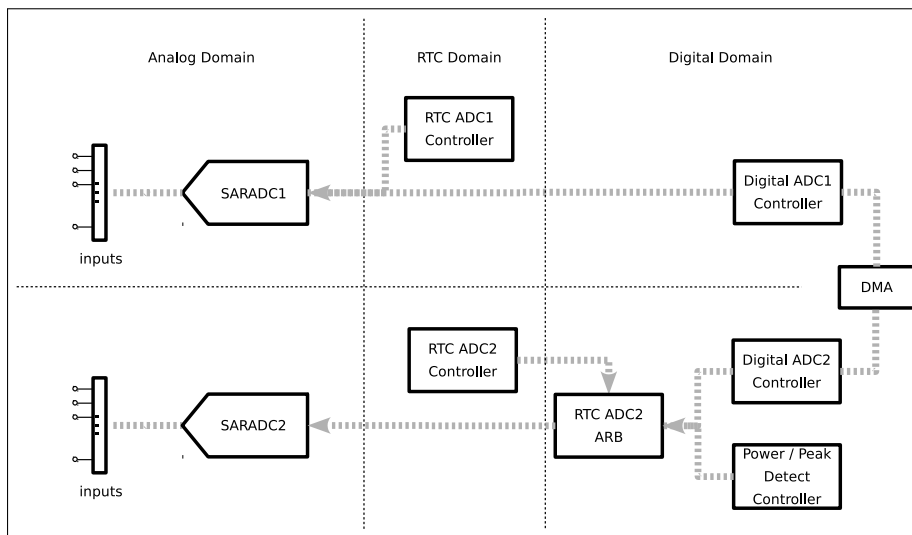 Analog Domain
RTC Domain
Digital Domain
RTC ADC1
Controller
SARADC1
Digital ADC1
Controller
inputs
DMA
RTC ADC2
Controller
Digital ADC2
Controller
SARADC2
RTC ADC2
ARB
Power / Peak
Detect
Controller
inputs